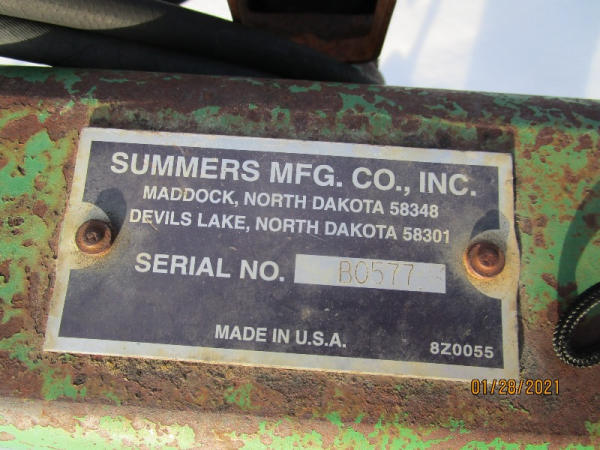 SUMMERS MFG. CO., INC.
MADDOCK, NORTH DAKOTA 58348
DEVILS LAKE, NORTH DAKOTA 58301
SERIAL NO. B0577
MADE IN U.S.A. 8Z0055
01/28/2021